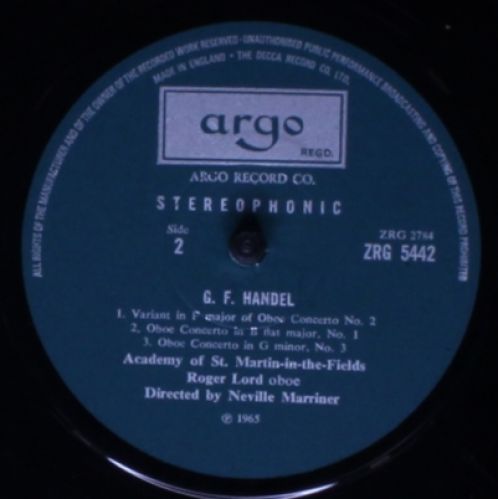 ALL RIGHTS OF THE MANUFACTURER AND OF THE OWNER OF THE RECORDED WORK RESERVED · UNAUTHORISED PUBLIC PERFORMANCE BROADCASTING AND COPYING OF THIS RECORD PROHIBITED
MADE IN ENGLAND · THE DECCA RECORD CO. LTD.
argo
REGD.
ARGO RECORD CO.
STEREOPHONIC
Side
2
ZRG 2784
ZRG 5442
G. F. HANDEL
1. Variant in F major of Oboe Concerto No. 2
2. Oboe Concerto in B flat major, No. 1
3. Oboe Concerto in G minor, No. 3
Academy of St. Martin-in-the-Fields
Roger Lord oboe
Directed by Neville Marriner
℗ 1965